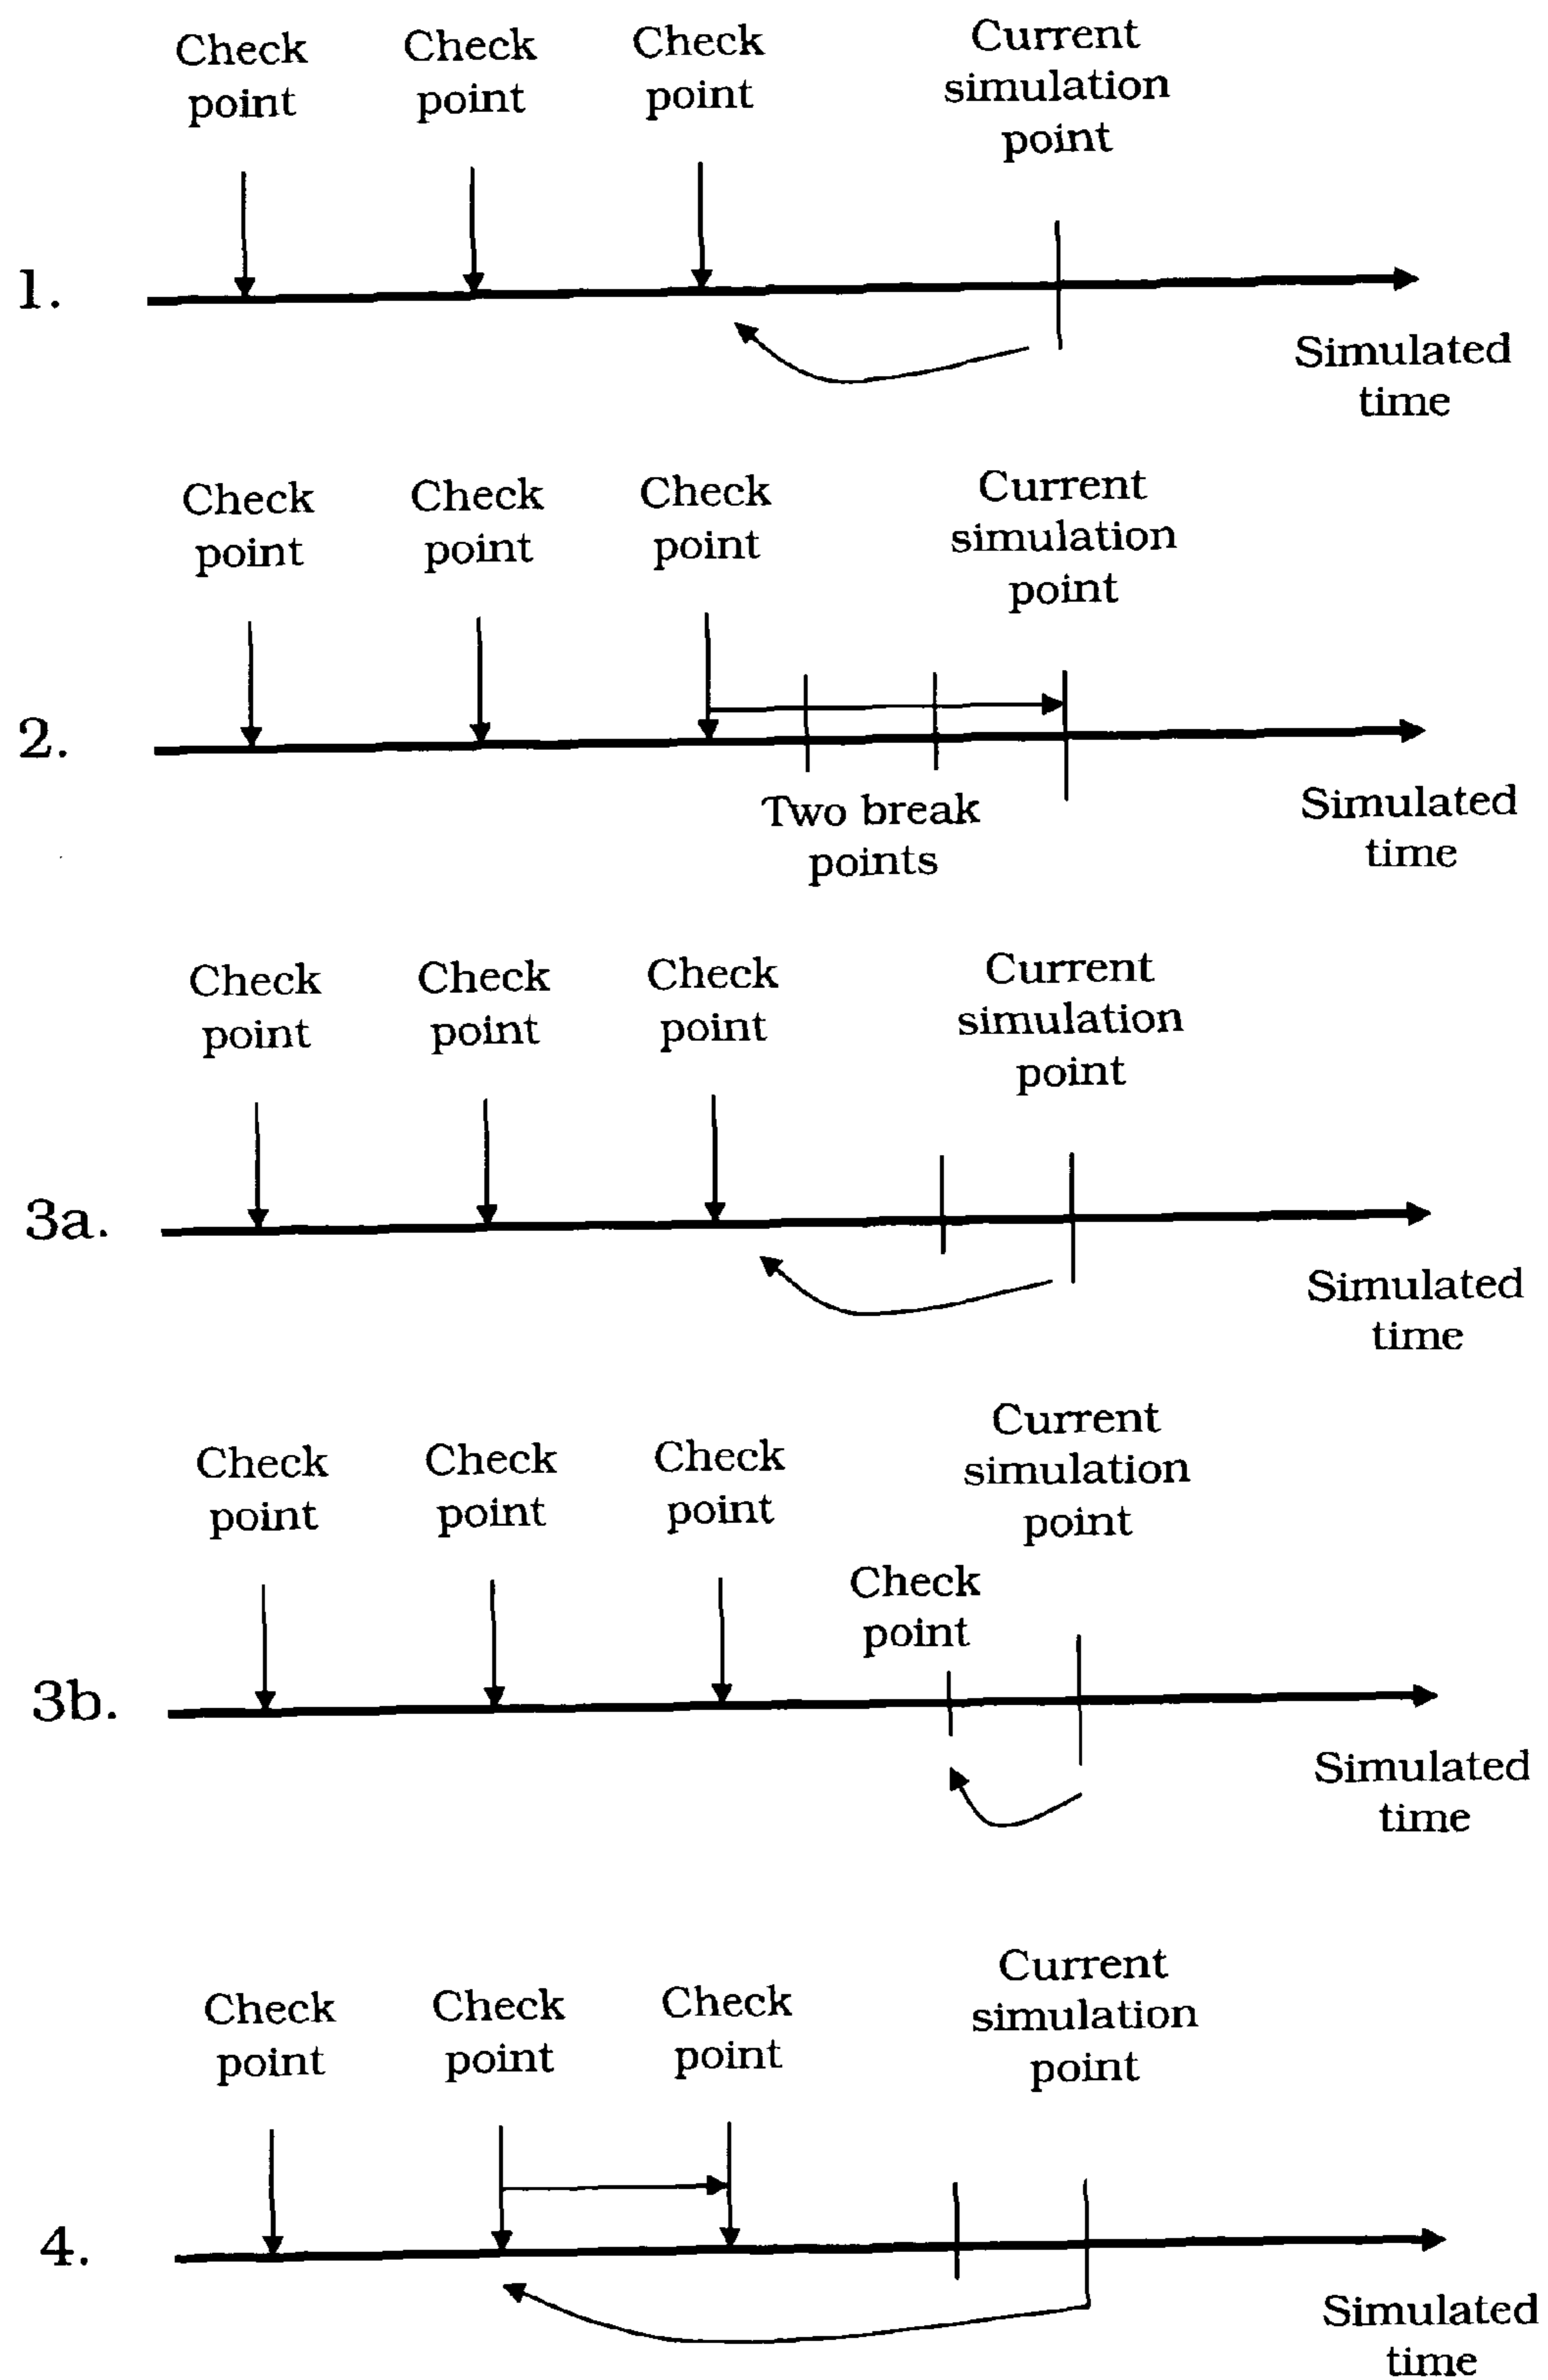 Check
point
Check
point
Check
point
Current
simulation
point
1.
Simulated
time
Check
point
Check
point
Check
point
Current
simulation
point
2.
Two break
points
Simulated
time
Check
point
Check
point
Check
point
Current
simulation
point
3a.
Simulated
time
Check
point
Check
point
Check
point
Current
simulation
point
Check
point
3b.
Simulated
time
Check
point
Check
point
Check
point
Current
simulation
point
4.
Simulated
time